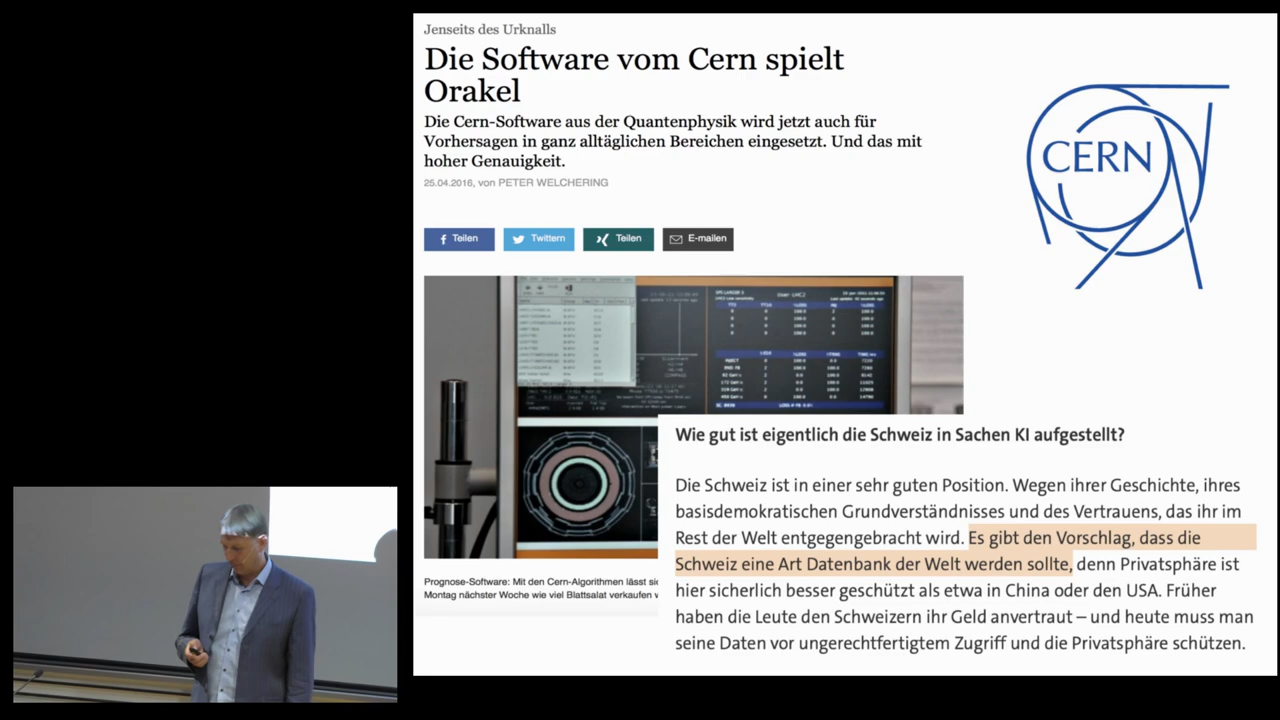 Jenseits des Urknalls
Die Software vom Cern spielt
Orakel
Die Cern-Software aus der Quantenphysik wird jetzt auch für
Vorhersagen in ganz alltäglichen Bereichen eingesetzt. Und das mit
hoher Genauigkeit.
25.04.2016, von PETER WELCHERING
Teilen
Twittern
Teilen
E-mailen
CERN
Prognose-Software: Mit den Cern-Algorithmen lässt
Montag nächster Woche wie viel Blattsalat verkaufen
Wie gut ist eigentlich die Schweiz in Sachen KI aufgestellt?
Die Schweiz ist in einer sehr guten Position. Wegen ihrer Geschichte, ihres
basisdemokratischen Grundverständnisses und des Vertrauens, das ihr im
Rest der Welt entgegengebracht wird. Es gibt den Vorschlag, dass die
Schweiz eine Art Datenbank der Welt werden sollte, denn Privatsphäre ist
hier sicherlich besser geschützt als etwa in China oder den USA. Früher
haben die Leute den Schweizern ihr Geld anvertraut – und heute muss man
seine Daten vor ungerechtfertigtem Zugriff und die Privatsphäre schützen.